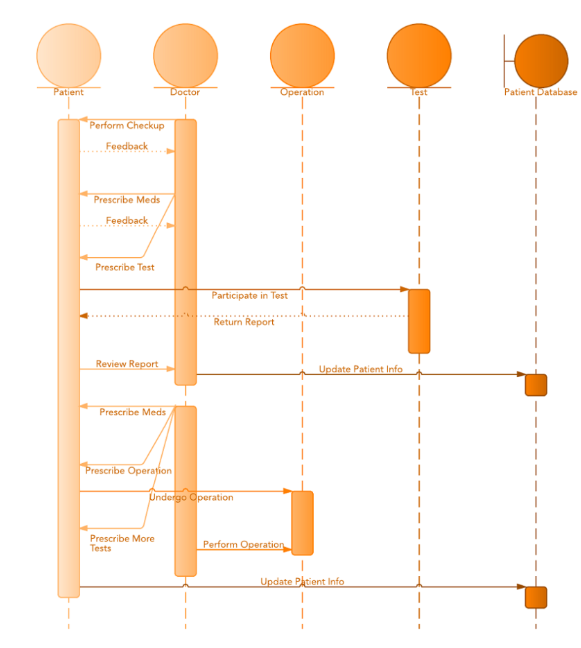 Patient
Doctor
Operation
Test
Patient Database
Perform Checkup
Feedback
Prescribe Meds
Feedback
Prescribe Test
Participate in Test
Return Report
Review Report
Update Patient Info
Prescribe Meds
Prescribe Operation
Undergo Operation
Prescribe More
Tests
Perform Operation
Update Patient Info